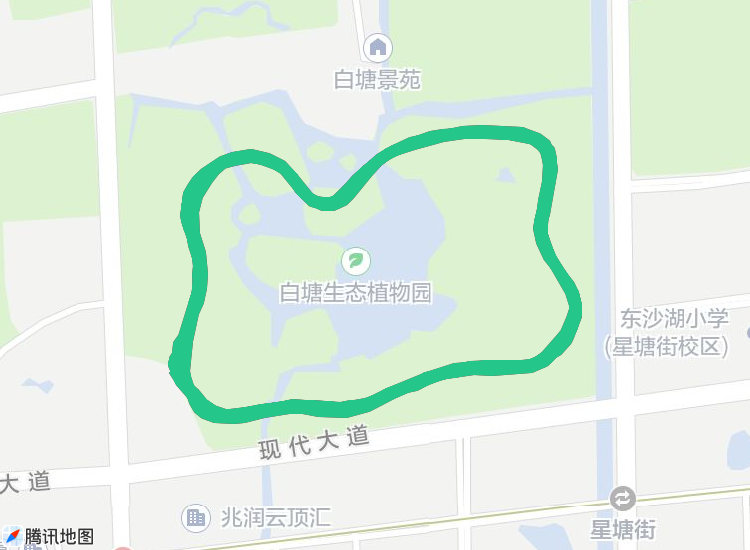 白塘景苑
白塘生态植物园
东沙湖小学
(星塘街校区)
现代大道
大道
兆润云顶汇
星塘街
腾讯地图